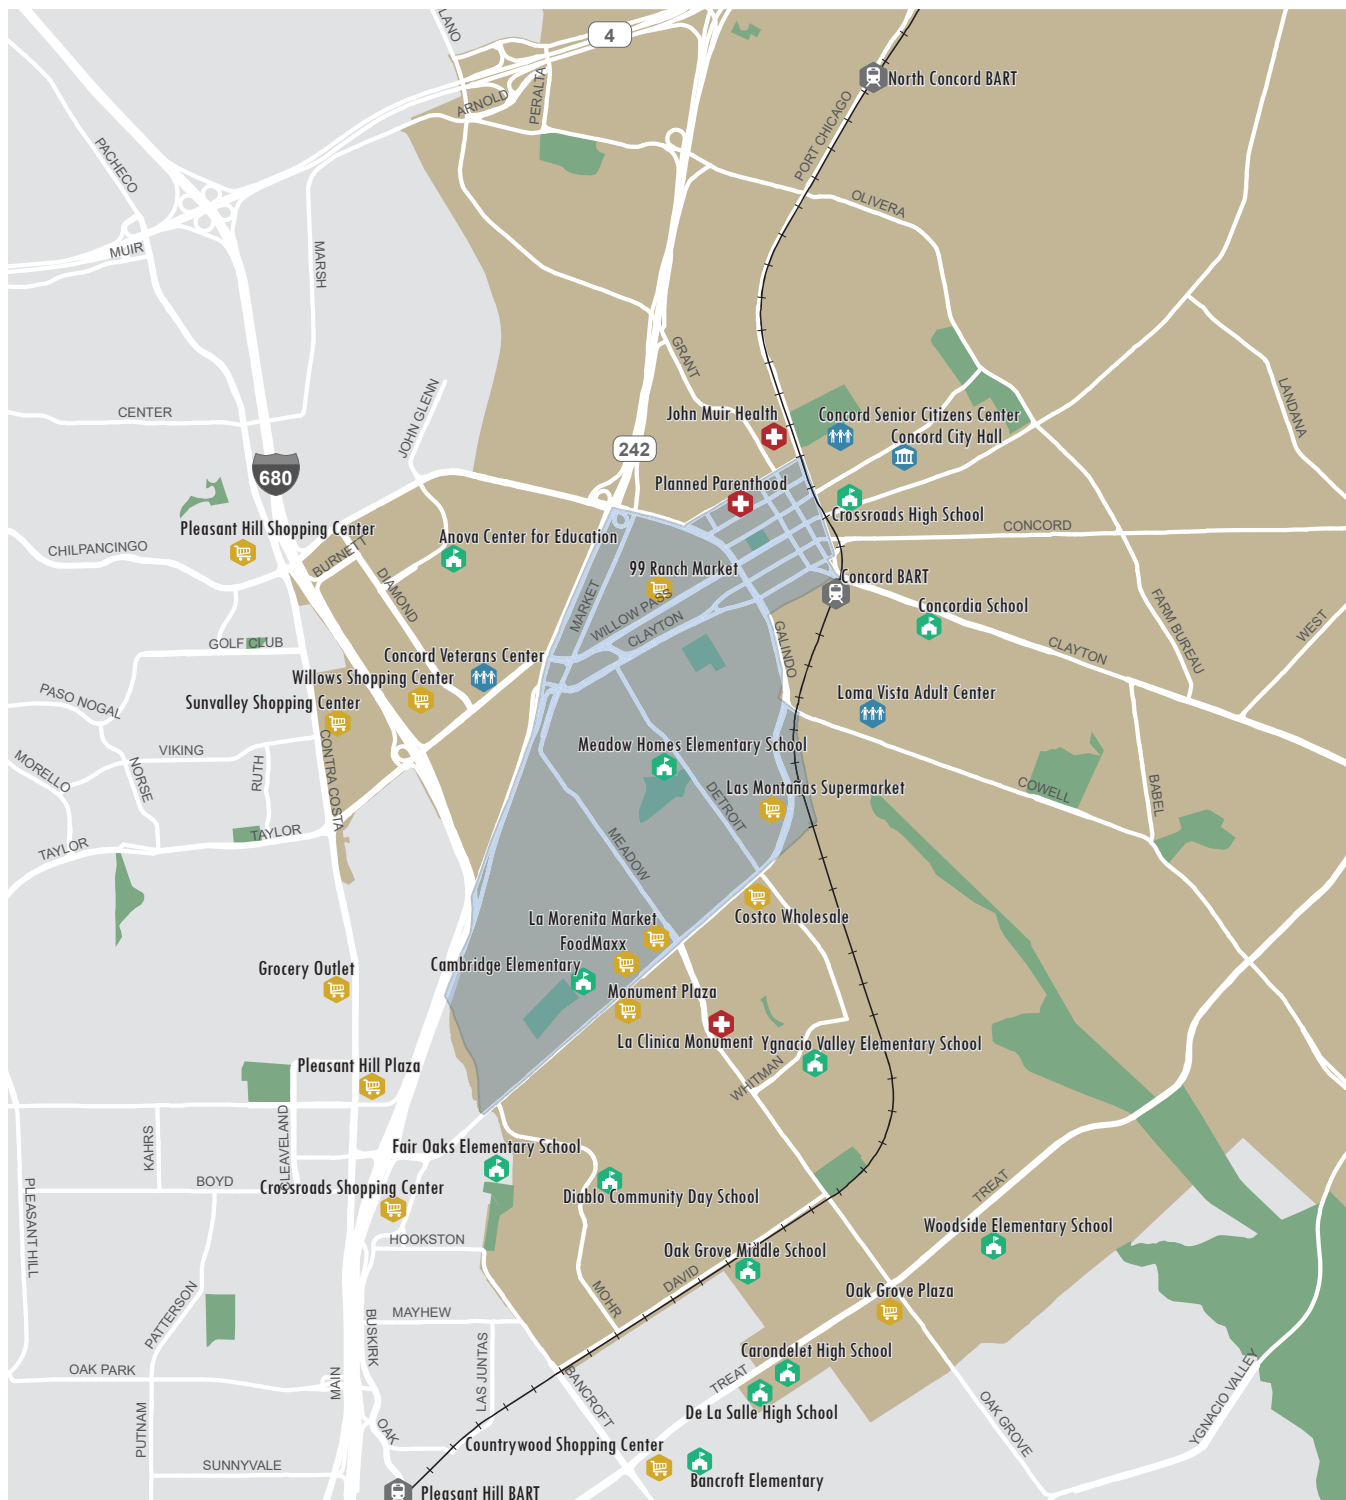 LANO
4
North Concord BART
PERALTA
ARNOLD
PORT CHICAGO
PACHECO
OLIVERA
MUIR
MARSH
GRANT
LANDANA
JOHN GLENN
CENTER
John Muir Health
Concord Senior Citizens Center
Concord City Hall
242
680
Planned Parenthood
Crossroads High School
Pleasant Hill Shopping Center
CONCORD
Anova Center for Education
CHILPANCINGO
BURNETT
99 Ranch Market
Concord BART
DIAMOND
MARKET
WILLOW PASS
Concordia School
CLAYTON
FARM BUREAU
WEST
GOLF CLUB
GALINDO
CLAYTON
Concord Veterans Center
Willows Shopping Center
PASO NOGAL
Sunvalley Shopping Center
Loma Vista Adult Center
Meadow Homes Elementary School
VIKING
CONTRA COSTA
MORELLO
NORSE
RUTH
Las Montañas Supermarket
COWELL
BABEL
DETROIT
TAYLOR
TAYLOR
MEADOW
La Morenita Market
Costco Wholesale
FoodMaxx
Grocery Outlet
Cambridge Elementary
Monument Plaza
La Clinica Monument
Ygnacio Valley Elementary School
Pleasant Hill Plaza
WHITMAN
KAHRS
CLEAVELAND
Fair Oaks Elementary School
BOYD
Crossroads Shopping Center
Diablo Community Day School
TREAT
PLEASANT HILL
Woodside Elementary School
HOOKSTON
Oak Grove Middle School
DAVID
Oak Grove Plaza
MOHR
PATTERSON
MAYHEW
BUSKIRK
Carondelet High School
LAS JUNTAS
OAK PARK
MAIN
BANCROFT
TREAT
De La Salle High School
YGNACIO VALLEY
PUTNAM
OAK
OAK GROVE
Countrywood Shopping Center
SUNNYVALE
Bancroft Elementary
Pleasant Hill BART